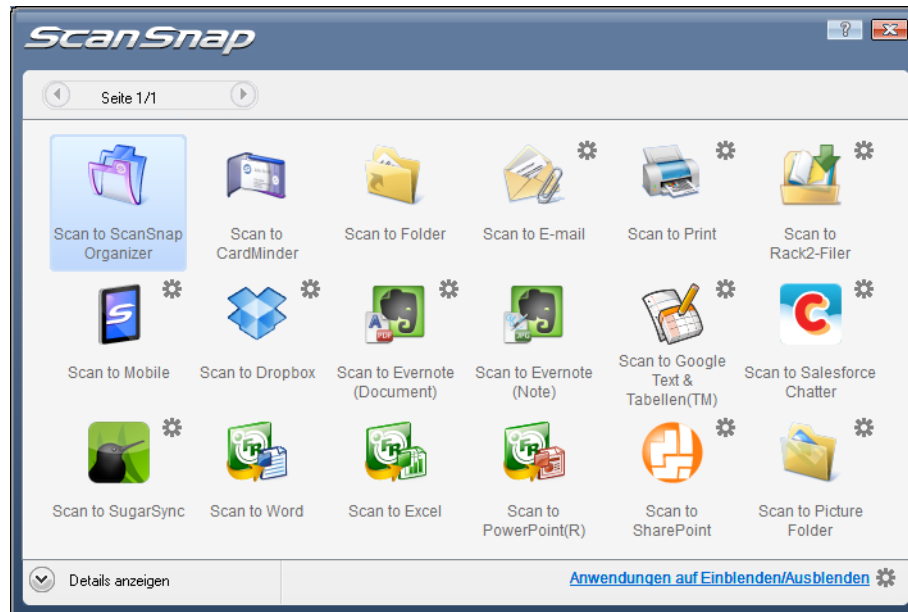 ScanSnap
Seite 1/1
Scan to ScanSnap
Organizer
Scan to
CardMinder
Scan to Folder
Scan to E-mail
Scan to Print
Scan to
Rack2-Filer
Scan to Mobile
Scan to Dropbox
Scan to Evernote
(Document)
Scan to Evernote
(Note)
Scan to Google
Text &
Tabellen(TM)
Scan to Salesforce
Chatter
Scan to SugarSync
Scan to Word
Scan to Excel
Scan to
PowerPoint(R)
Scan to
SharePoint
Scan to Picture
Folder
Details anzeigen
Anwendungen auf Einblenden/Ausblenden